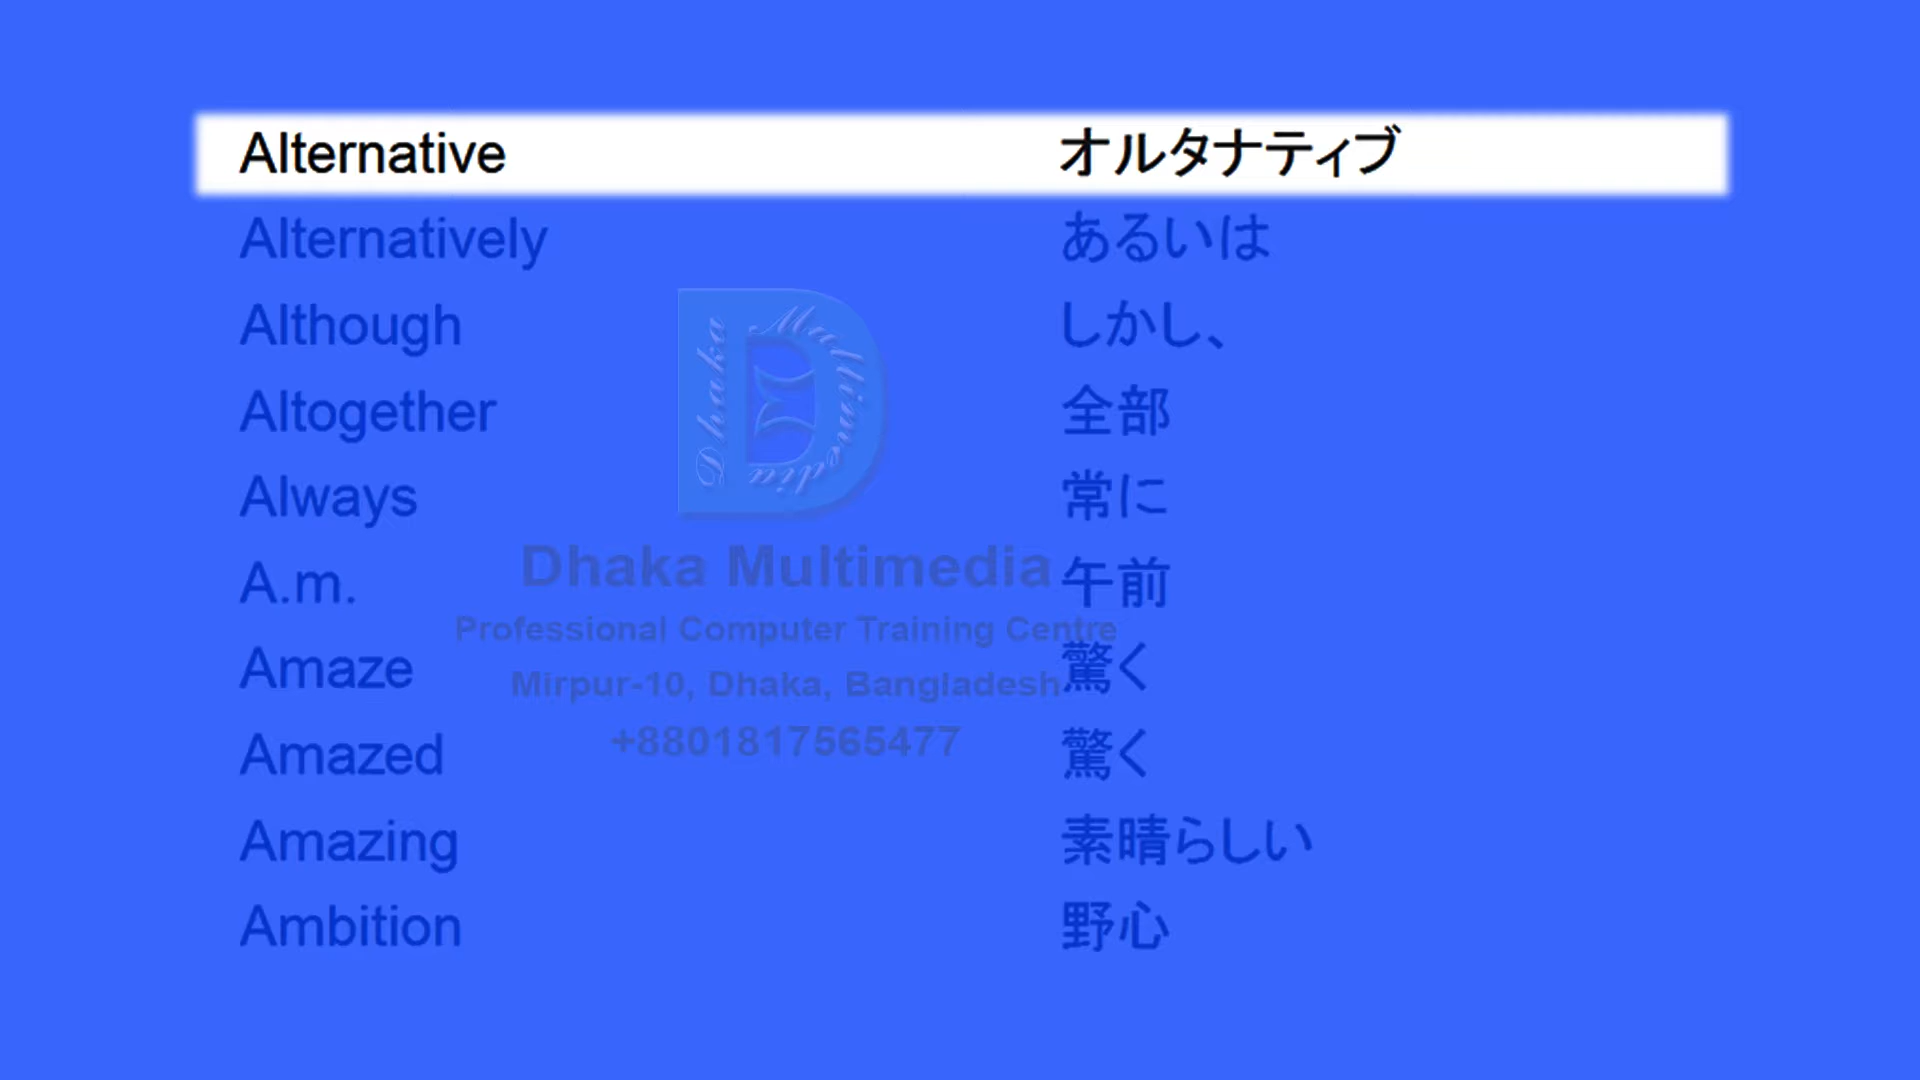 Alternative オルタナティブ
Alternatively あるいは
Although しかし、
Altogether 全部
Always 常に
A.m. 午前
Amaze 驚く
Amazed 驚く
Amazing 素晴らしい
Ambition 野心
Dhaka Multimedia
Dhaka Multimedia
Professional Computer Training Centre
Mirpur-10, Dhaka, Bangladesh
+8801817565477